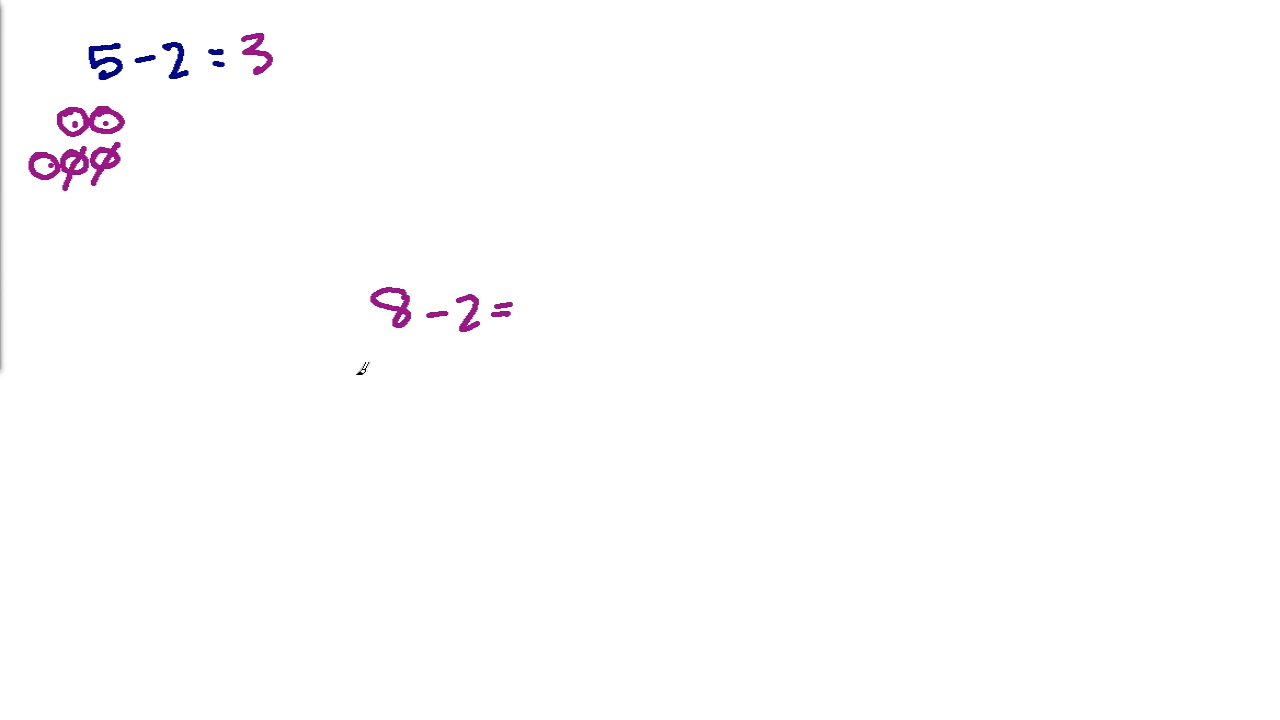 5 - 2 = 3
8 - 2 =